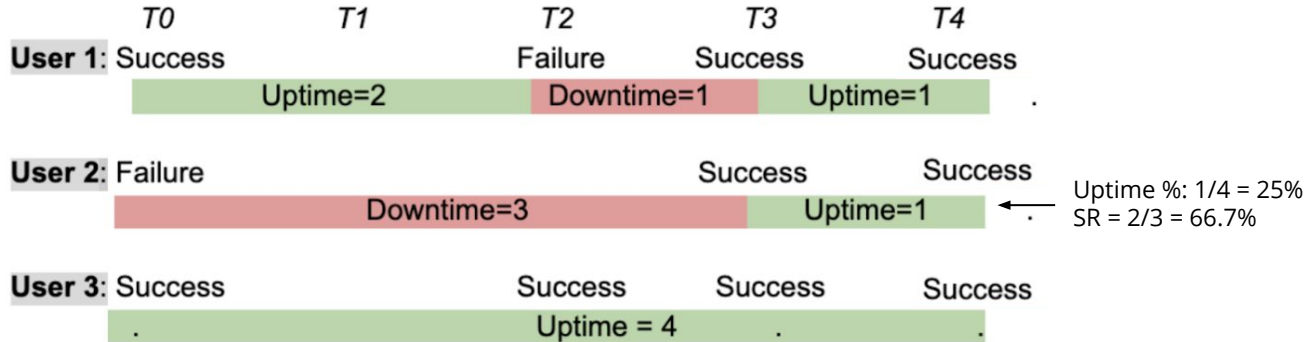 T0 T1 T2 T3 T4
User 1: Success Failure Success Success
Uptime=2 Downtime=1 Uptime=1 .
User 2: Failure Success Success
Downtime=3 Uptime=1 .
Uptime %: 1/4 = 25%
SR = 2/3 = 66.7%
User 3: Success Success Success Success
. Uptime = 4 . .